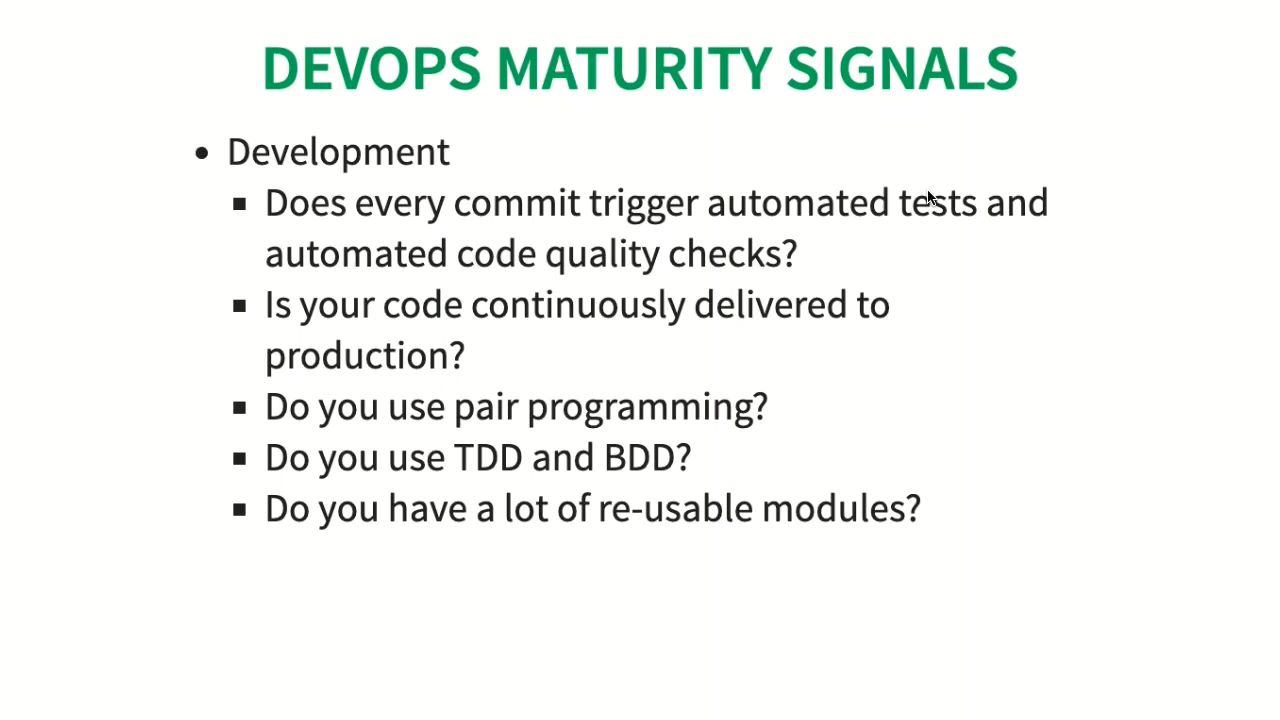 DEVOPS MATURITY SIGNALS
• Development
▪ Does every commit trigger automated tests and
automated code quality checks?
▪ Is your code continuously delivered to
production?
▪ Do you use pair programming?
▪ Do you use TDD and BDD?
▪ Do you have a lot of re-usable modules?